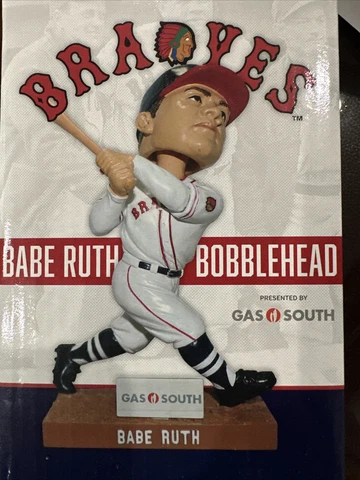 BRAVES
TM
BABE RUTH BOBBLEHEAD
PRESENTED BY
GAS SOUTH
BRA
GAS SOUTH
BABE RUTH